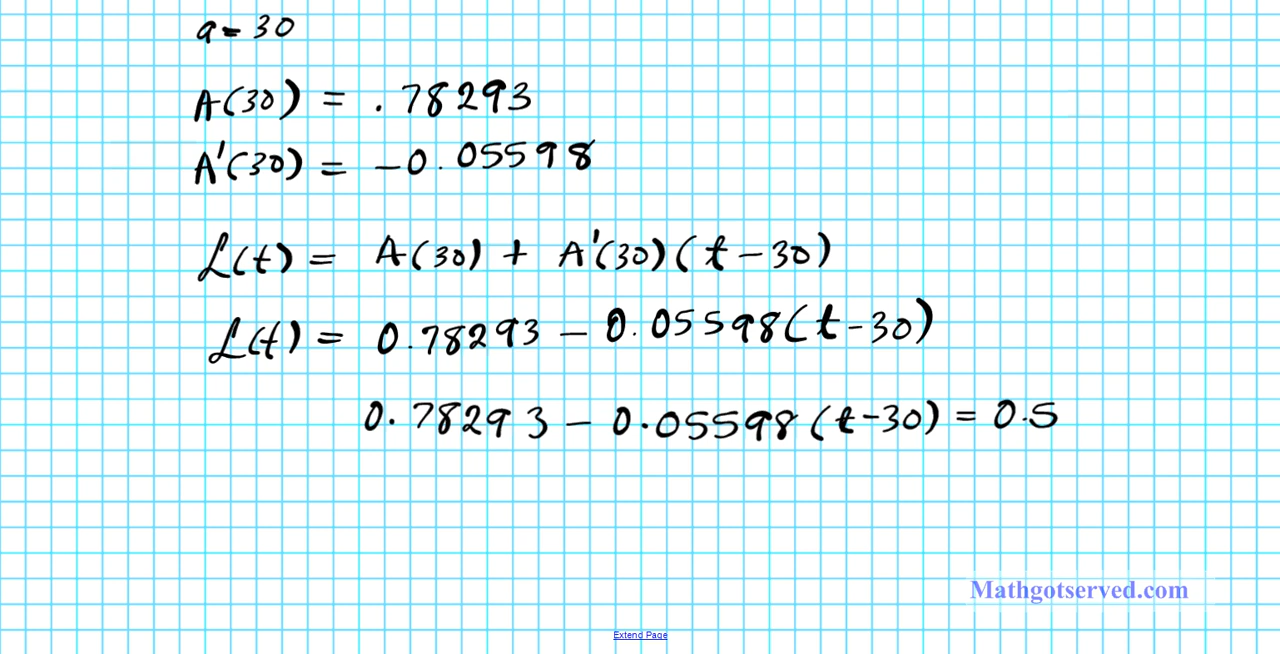 a = 30
A(30) = .78293
A'(30) = -0.05598
L(t) = A(30) + A'(30)(t-30)
L(t) = 0.78293 - 0.05598(t-30)
0.78293 - 0.05598(t-30) = 0.5
Mathgotserved.com
Extend Page